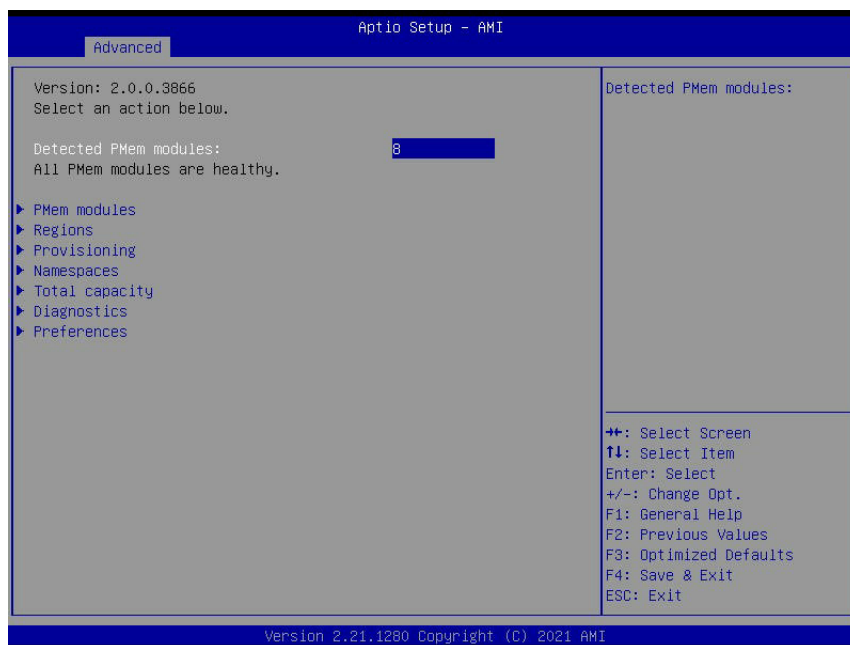 Aptio Setup – AMI
Advanced
Version: 2.0.0.3866
Select an action below.
Detected PMem modules: 8
All PMem modules are healthy.
▶ PMem modules
▶ Regions
▶ Provisioning
▶ Namespaces
▶ Total capacity
▶ Diagnostics
▶ Preferences
Detected PMem modules:
→←: Select Screen
↑↓: Select Item
Enter: Select
+/-: Change Opt.
F1: General Help
F2: Previous Values
F3: Optimized Defaults
F4: Save & Exit
ESC: Exit
Version 2.21.1280 Copyright (C) 2021 AMI